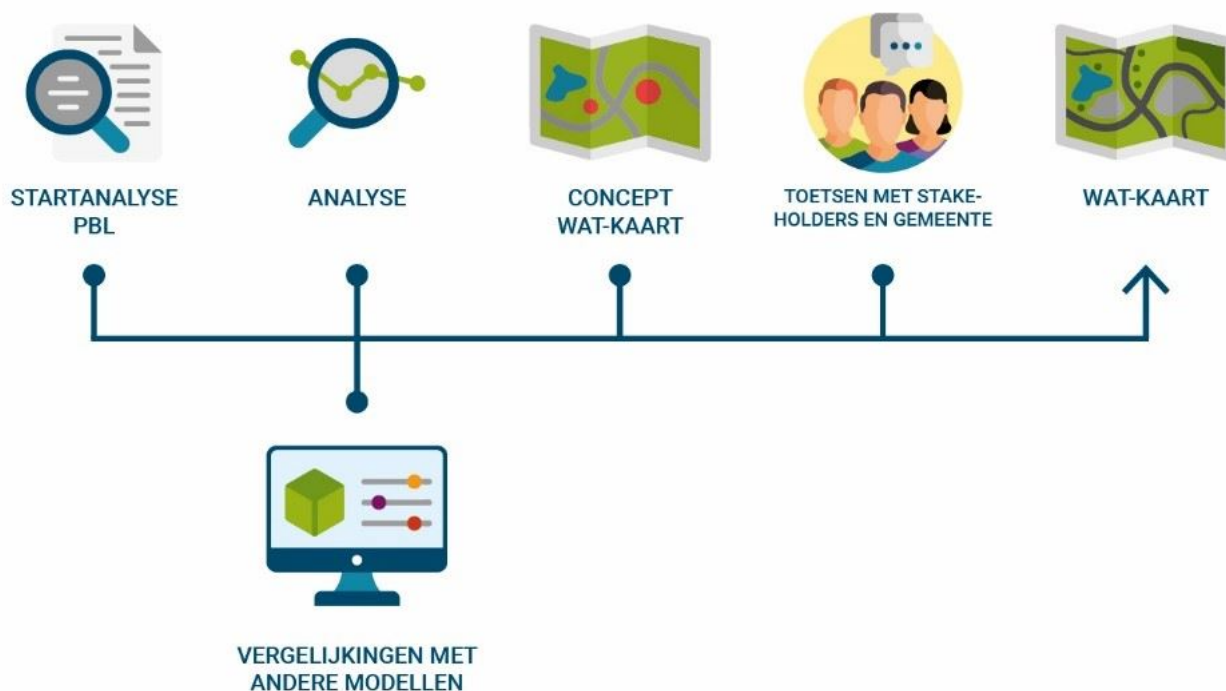 STARTANALYSE
PBL
ANALYSE
CONCEPT
WAT-KAART
TOETSEN MET STAKE-
HOLDERS EN GEMEENTE
WAT-KAART
VERGELIJKINGEN MET
ANDERE MODELLEN